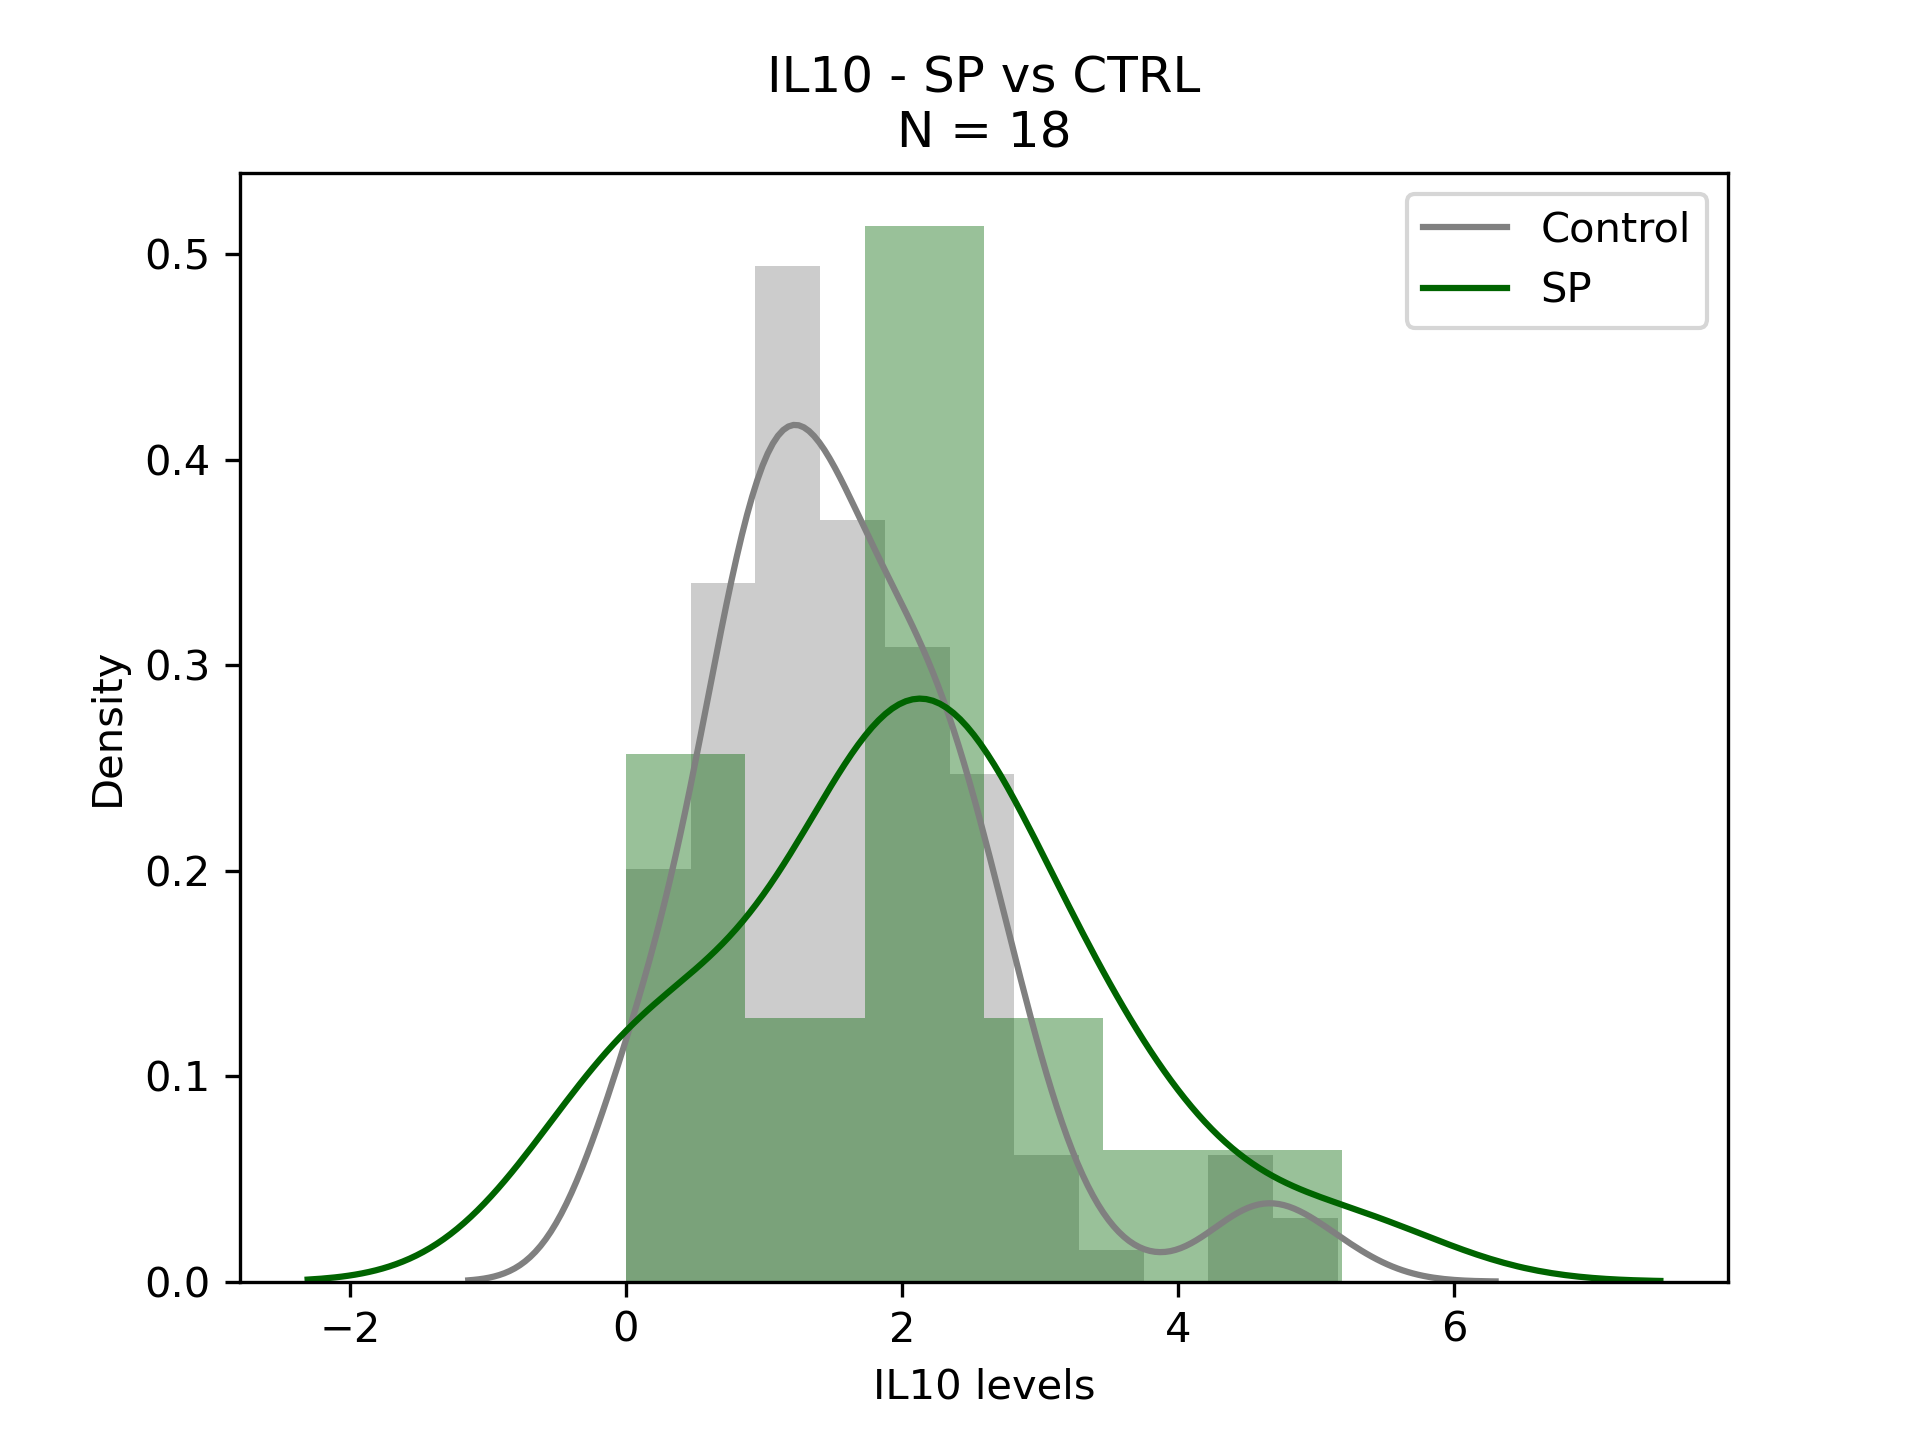 IL10 - SP vs CTRL
N = 18
Control
SP
Density
0.5
0.4
0.3
0.2
0.1
0.0
−2 0 2 4 6
IL10 levels